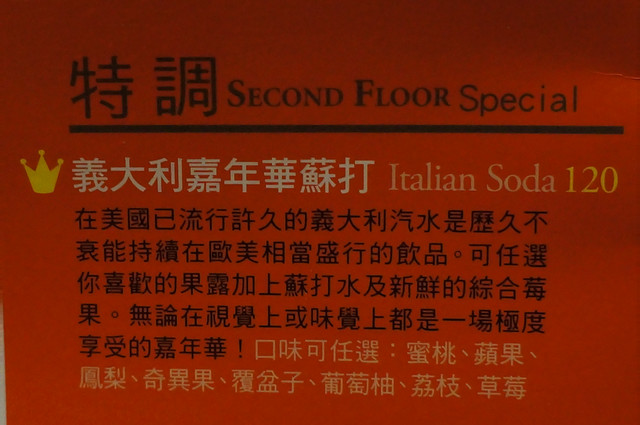 特調 SECOND FLOOR Special
義大利嘉年華蘇打 Italian Soda 120
在美國已流行許久的義大利汽水是歷久不
衰能持續在歐美相當盛行的飲品。可任選
你喜歡的果露加上蘇打水及新鮮的綜合莓
果。無論在視覺上或味覺上都是一場極度
享受的嘉年華！口味可任選：蜜桃、蘋果、
鳳梨、奇異果、覆盆子、葡萄柚、荔枝、草莓